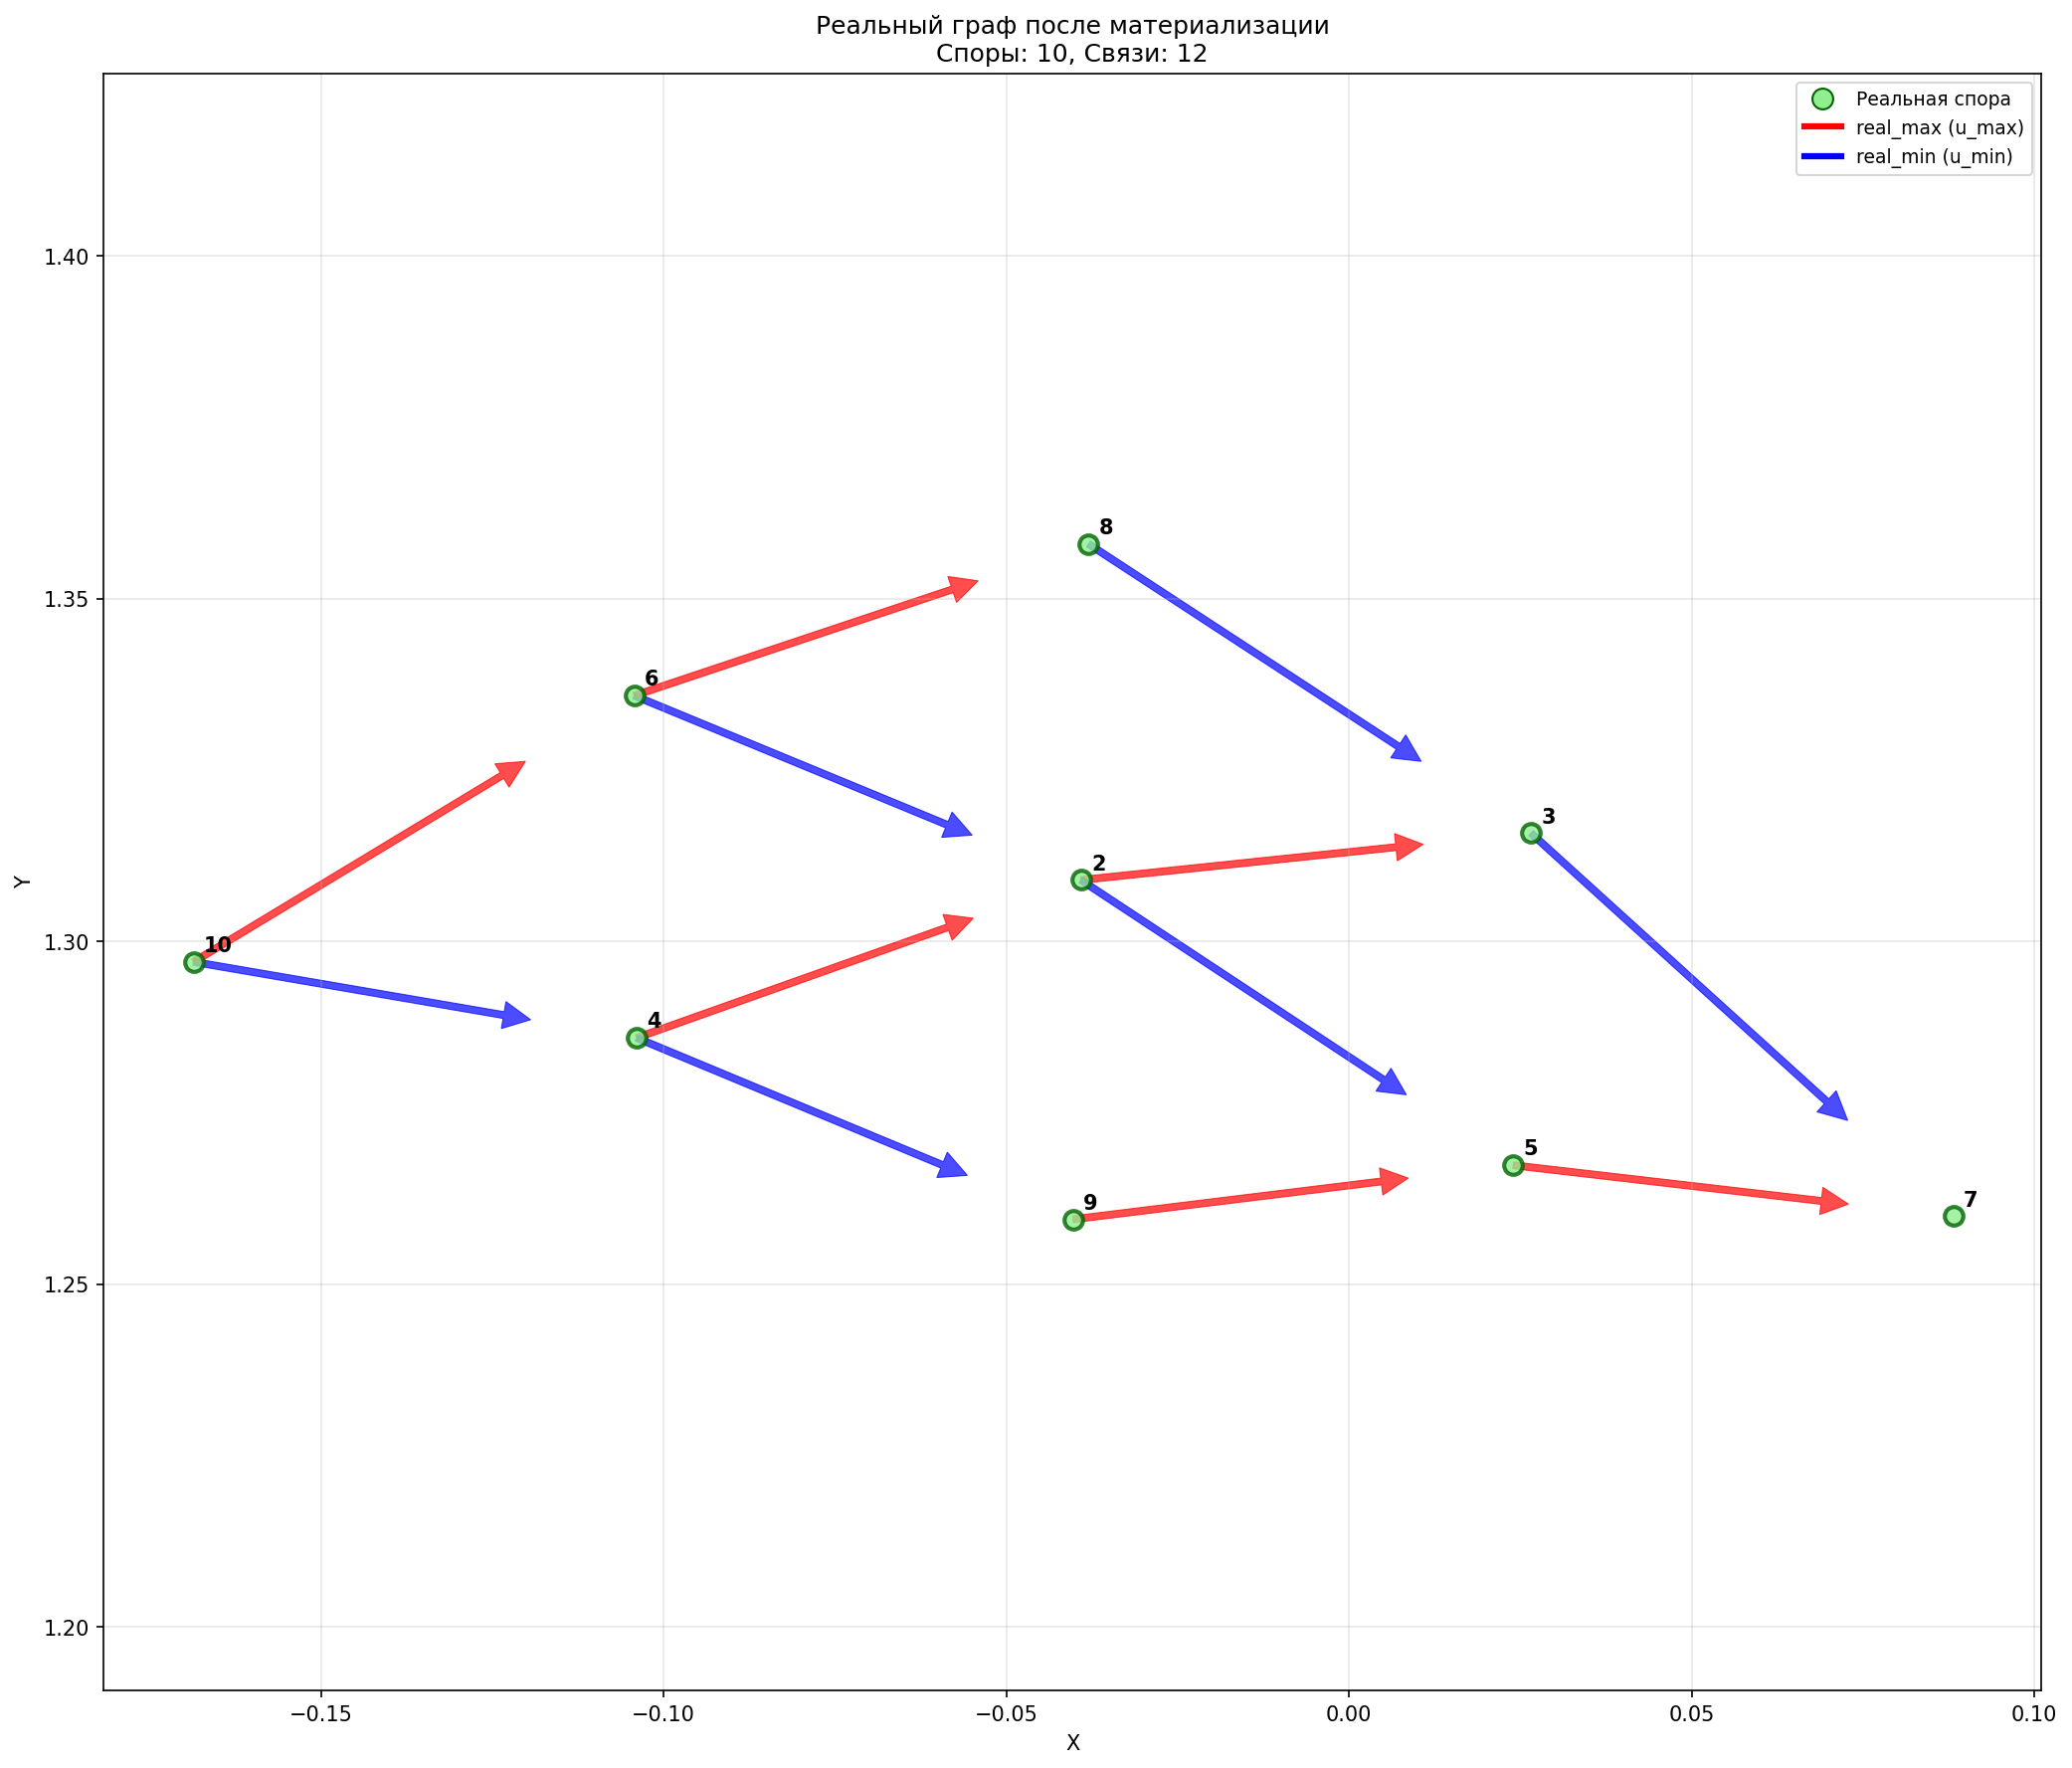 Реальный граф после материализации
Споры: 10, Связи: 12
Реальная спора
real_max (u_max)
real_min (u_min)
1.40
1.35
1.30
1.25
1.20
Y
8
6
3
2
10
4
5
9
7
−0.15
−0.10
−0.05
0.00
0.05
0.10
X